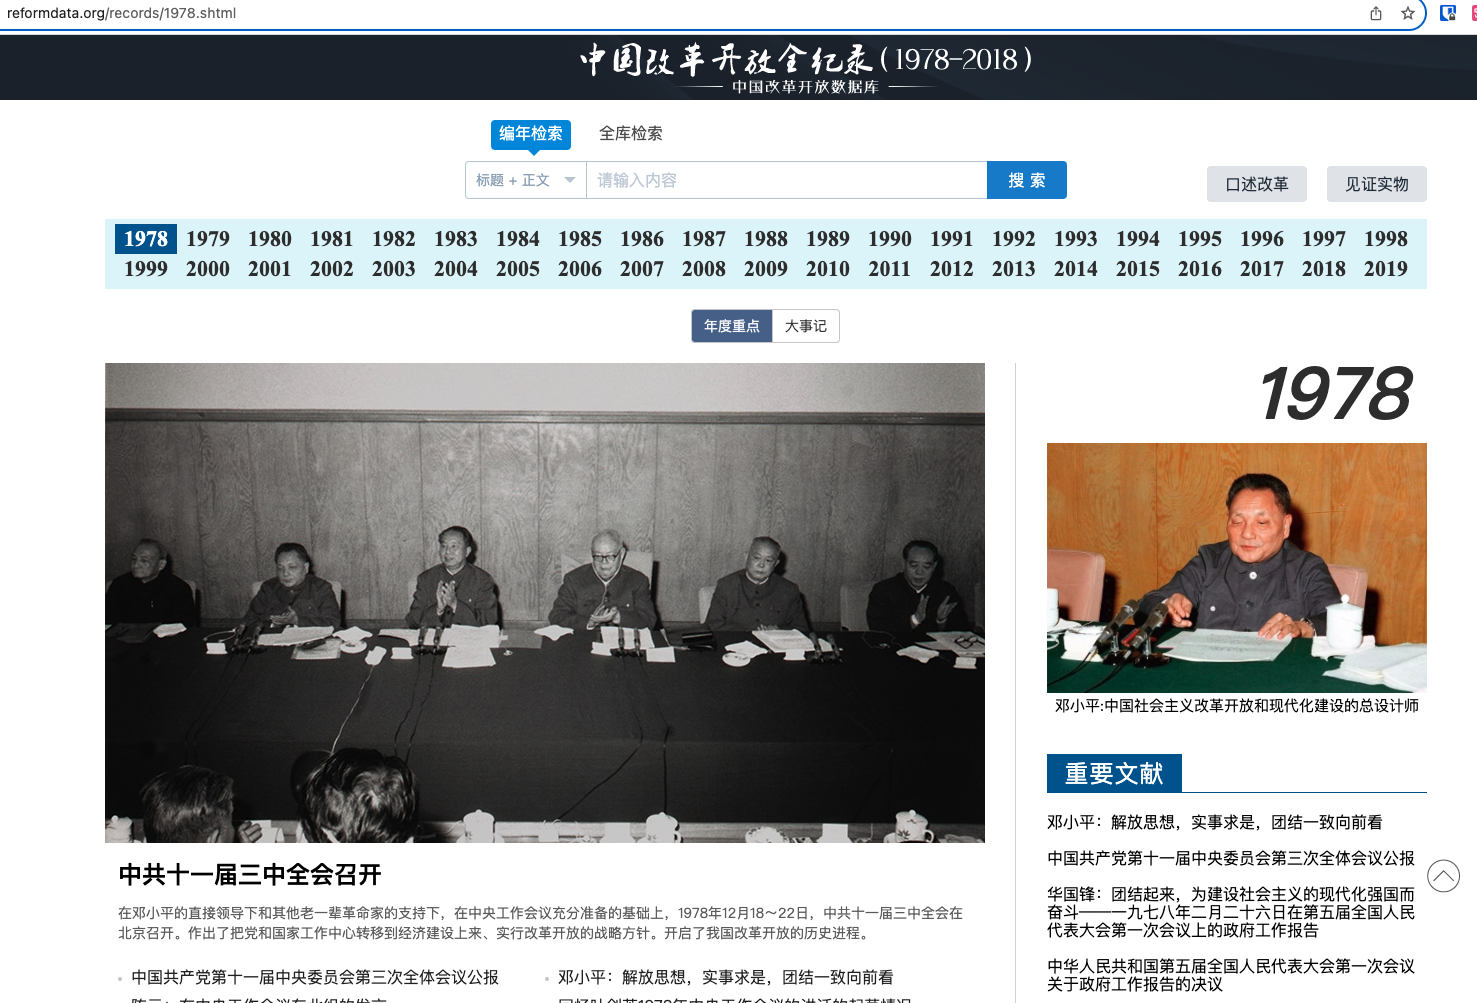 reformdata.org/records/1978.shtml
中国改革开放全纪录(1978-2018)
中国改革开放数据库
编年检索 全库检索
标题 + 正文 请输入内容 搜 索
口述改革 见证实物
1978 1979 1980 1981 1982 1983 1984 1985 1986 1987 1988 1989 1990 1991 1992 1993 1994 1995 1996 1997 1998
1999 2000 2001 2002 2003 2004 2005 2006 2007 2008 2009 2010 2011 2012 2013 2014 2015 2016 2017 2018 2019
年度重点 大事记
中共十一届三中全会召开
在邓小平的直接领导下和其他老一辈革命家的支持下，在中央工作会议充分准备的基础上，1978年12月18～22日，中共十一届三中全会在
北京召开。作出了把党和国家工作中心转移到经济建设上来、实行改革开放的战略方针。开启了我国改革开放的历史进程。
中国共产党第十一届中央委员会第三次全体会议公报
邓小平：解放思想，实事求是，团结一致向前看
1978
邓小平:中国社会主义改革开放和现代化建设的总设计师
重要文献
邓小平：解放思想，实事求是，团结一致向前看
中国共产党第十一届中央委员会第三次全体会议公报
华国锋：团结起来，为建设社会主义的现代化强国而
奋斗——一九七八年二月二十六日在第五届全国人民
代表大会第一次会议上的政府工作报告
中华人民共和国第五届全国人民代表大会第一次会议
关于政府工作报告的决议